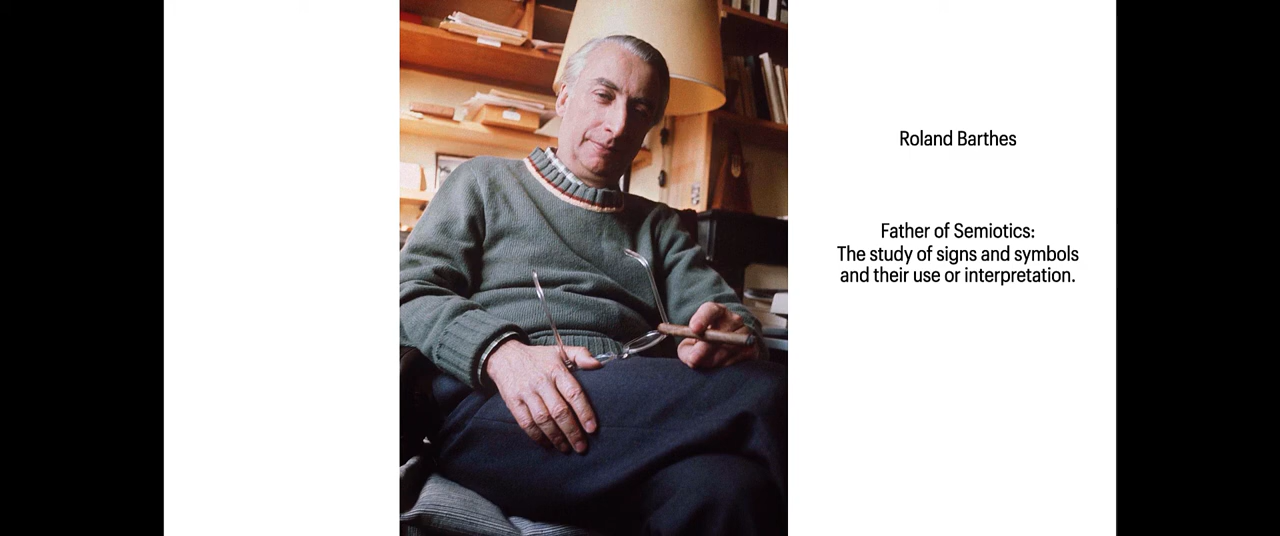 Roland Barthes
Father of Semiotics:
The study of signs and symbols
and their use or interpretation.